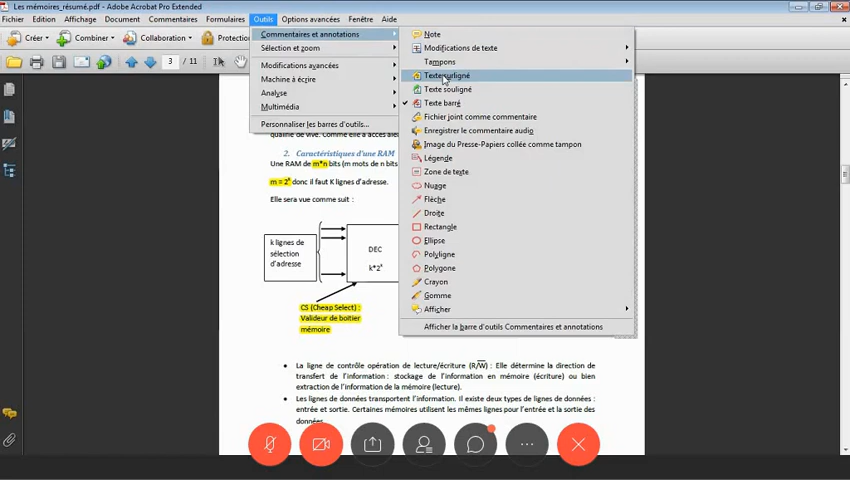 Les mémoires_résumé.pdf - Adobe Acrobat Pro Extended
Fichier Edition Affichage Document Commentaires Formulaires Outils Options avancées Fenêtre Aide
Créer Combiner Collaboration Protection
3 / 11
Commentaires et annotations
Sélection et zoom
Modifications avancées
Machine à écrire
Analyse
Multimédia
Personnaliser les barres d'outils...
Note
Modifications de texte
Tampons
Texte surligné
Texte souligné
Texte barré
Fichier joint comme commentaire
Enregistrer le commentaire audio
Image du Presse-Papiers collée comme tampon
Légende
Zone de texte
Nuage
Flèche
Droite
Rectangle
Ellipse
Polyligne
Polygone
Crayon
Gomme
Afficher
Afficher la barre d'outils Commentaires et annotations
2. Caractéristiques d'une RAM
Une RAM de m*n bits (m mots de n bits
m = 2ᵏ donc il faut K lignes d'adresse.
Elle sera vue comme suit :
k lignes de
sélection
d'adresse
DEC
k*2ᵏ
CS (Cheap Select) :
Valideur de boitier
mémoire
• La ligne de contrôle opération de lecture/écriture (R/W̅) : Elle détermine la direction de
transfert de l'information : stockage de l'information en mémoire (écriture) ou bien
extraction de l'information de la mémoire (lecture).
• Les lignes de données transportent l'information. Il existe deux types de lignes de données :
entrée et sortie. Certaines mémoires utilisent les mêmes lignes pour l'entrée et la sortie des
données.